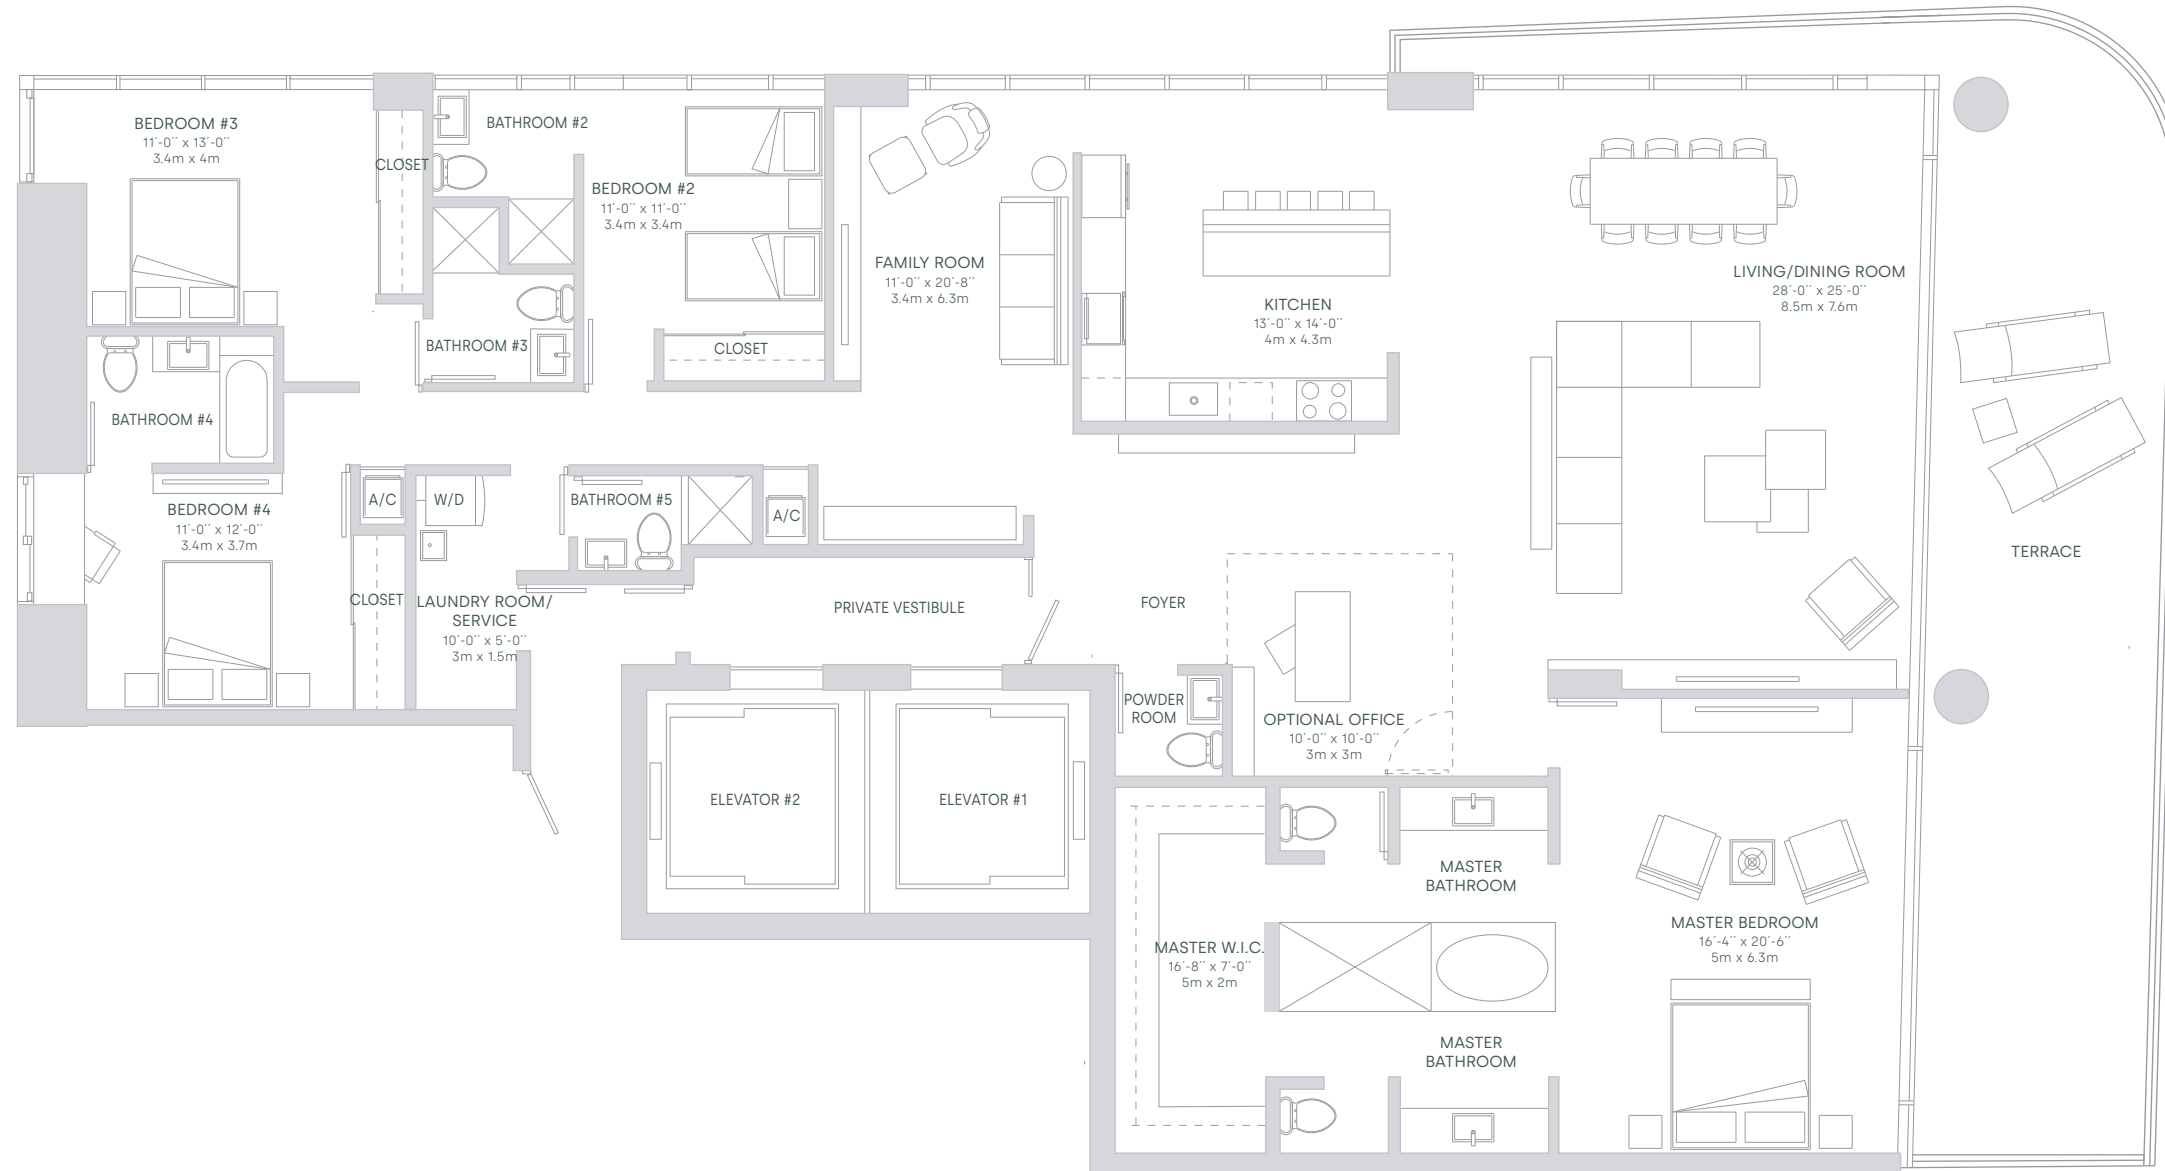 BEDROOM #3
11´-0´´ x 13´-0´´
3.4m x 4m
CLOSET
BATHROOM #2
BEDROOM #2
11´-0´´ x 11´-0´´
3.4m x 3.4m
CLOSET
BATHROOM #3
FAMILY ROOM
11´-0´´ x 20´-8´´
3.4m x 6.3m
KITCHEN
13´-0´´ x 14´-0´´
4m x 4.3m
LIVING/DINING ROOM
28´-0´´ x 25´-0´´
8.5m x 7.6m
TERRACE
BATHROOM #4
BEDROOM #4
11´-0´´ x 12´-0´´
3.4m x 3.7m
A/C
W/D
CLOSET
LAUNDRY ROOM/
SERVICE
10´-0´´ x 5´-0´´
3m x 1.5m
BATHROOM #5
A/C
PRIVATE VESTIBULE
FOYER
POWDER
ROOM
OPTIONAL OFFICE
10´-0´´ x 10´-0´´
3m x 3m
ELEVATOR #2
ELEVATOR #1
MASTER
BATHROOM
MASTER W.I.C.
16´-8´´ x 7´-0´´
5m x 2m
MASTER BEDROOM
16´-4´´ x 20´-6´´
5m x 6.3m
MASTER
BATHROOM